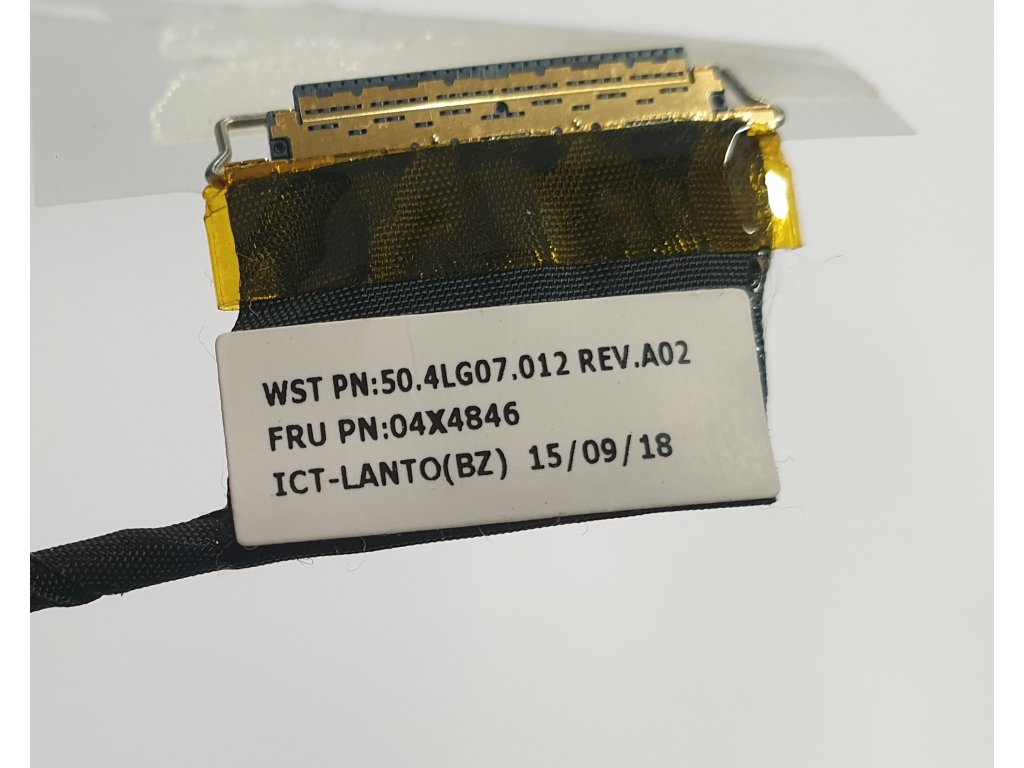 WST PN:50.4LG07.012 REV.A02
FRU PN:04X4846
ICT-LANTO(BZ) 15/09/18